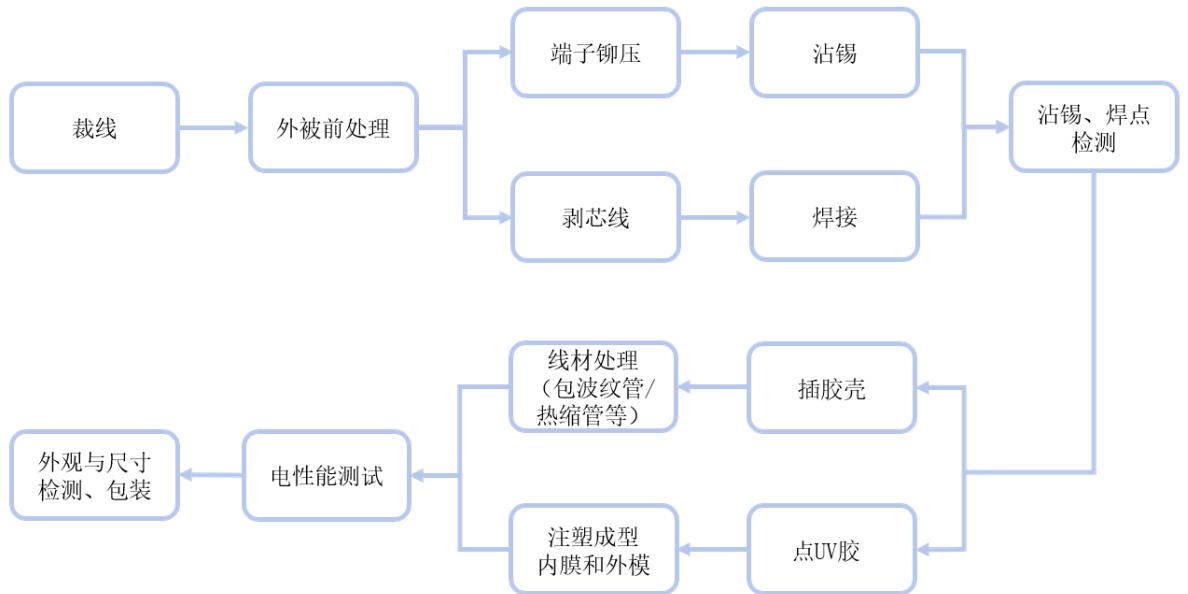 裁线
外被前处理
端子铆压
沾锡
剥芯线
焊接
沾锡、焊点
检测
插胶壳
线材处理
（包波纹管/
热缩管等）
点UV胶
注塑成型
内膜和外模
电性能测试
外观与尺寸
检测、包装